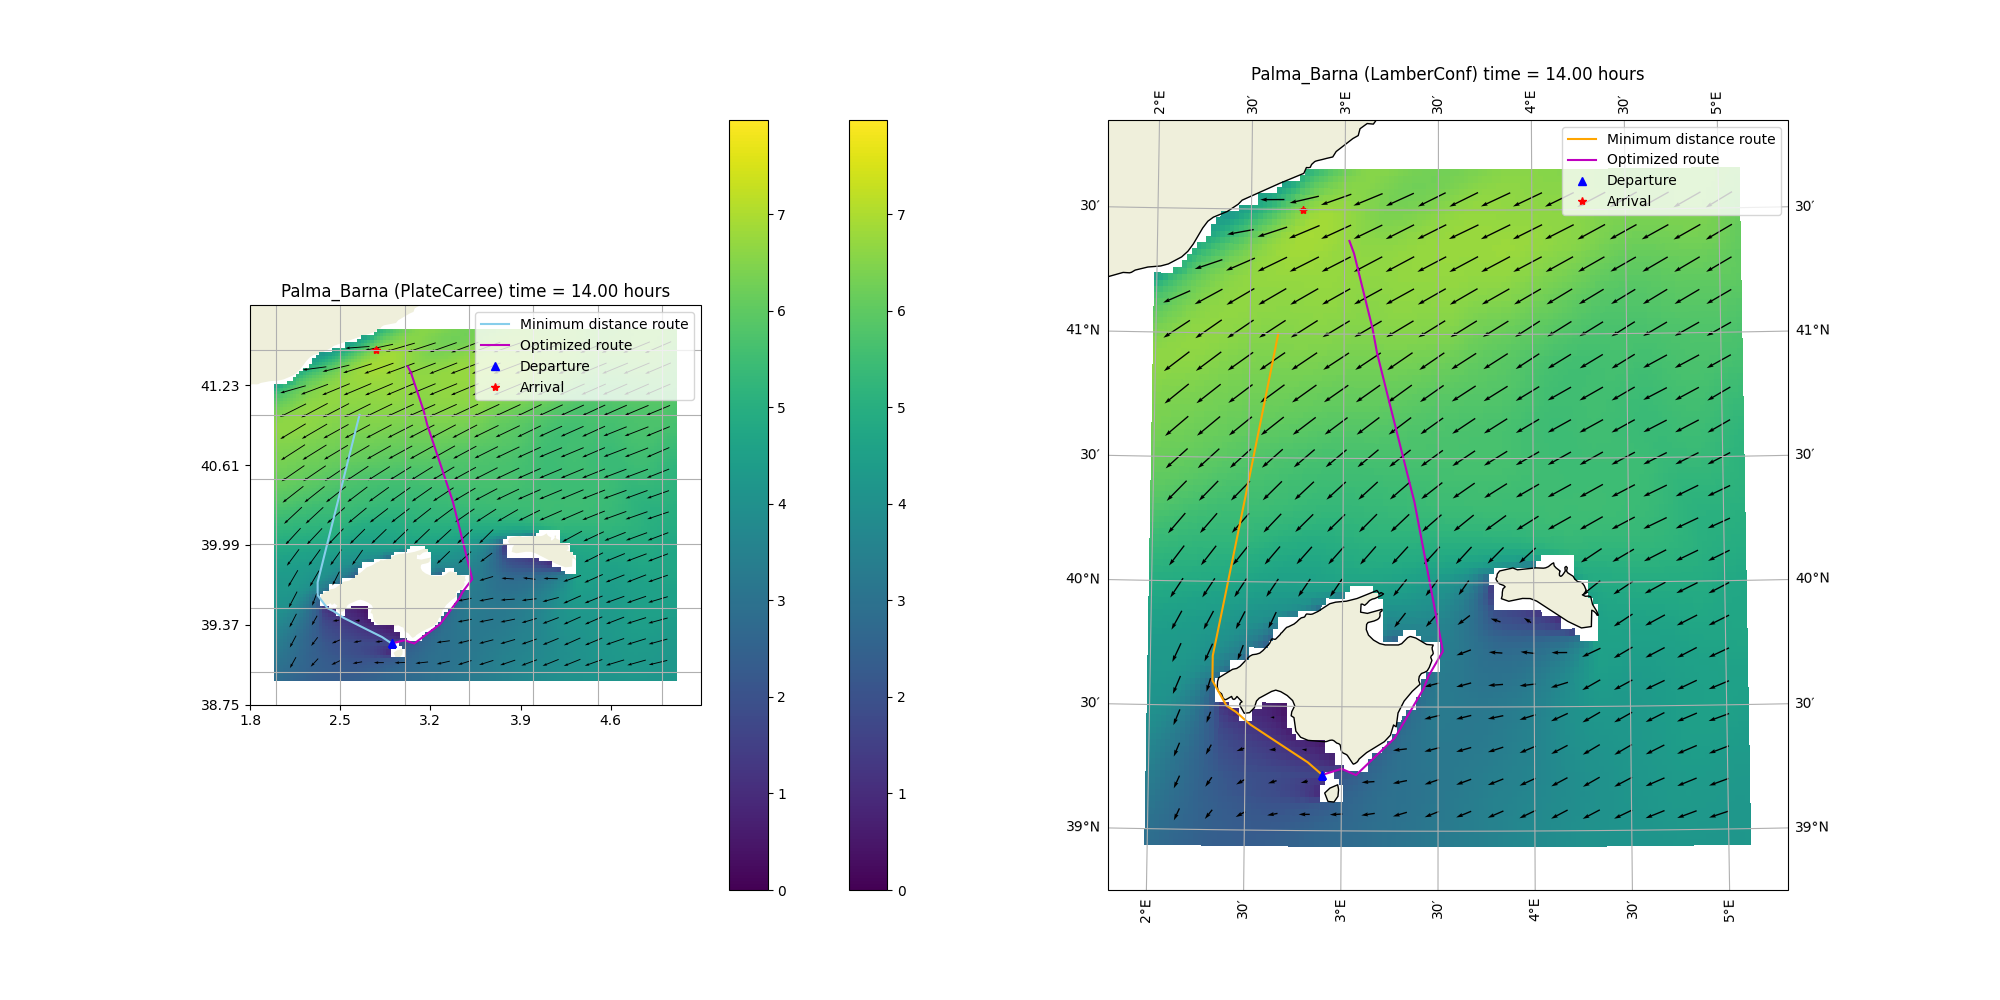 Palma_Barna (PlateCarree) time = 14.00 hours
Minimum distance route
Optimized route
Departure
Arrival
41.23
40.61
39.99
39.37
38.75
1.8 2.5 3.2 3.9 4.6
7
6
5
4
3
2
1
0
7
6
5
4
3
2
1
0
Palma_Barna (LamberConf) time = 14.00 hours
2°E 30′ 3°E 30′ 4°E 30′ 5°E
Minimum distance route
Optimized route
Departure
Arrival
30′ 30′
41°N 41°N
30′ 30′
40°N 40°N
30′ 30′
39°N 39°N
2°E 30′ 3°E 30′ 4°E 30′ 5°E